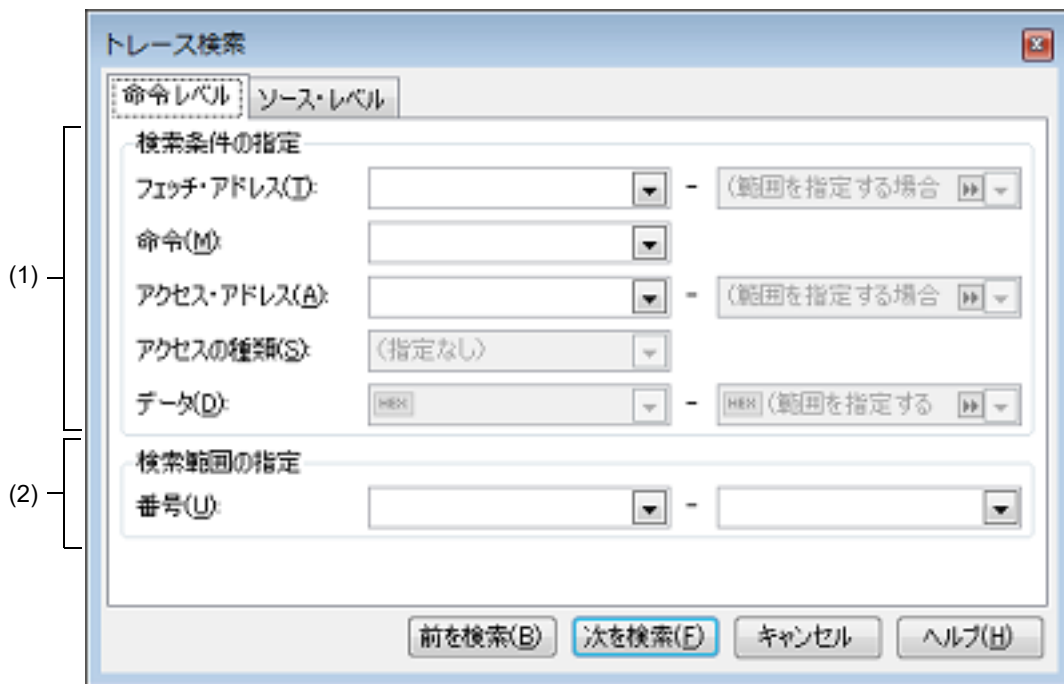 トレース検索
命令レベル ソース・レベル
(1)
検索条件の指定
フェッチ・アドレス(T): - (範囲を指定する場合
命令(M):
アクセス・アドレス(A): - (範囲を指定する場合
アクセスの種類(S): (指定なし)
データ(D): HEX - HEX (範囲を指定する
(2)
検索範囲の指定
番号(U): -
前を検索(B) 次を検索(F) キャンセル ヘルプ(H)